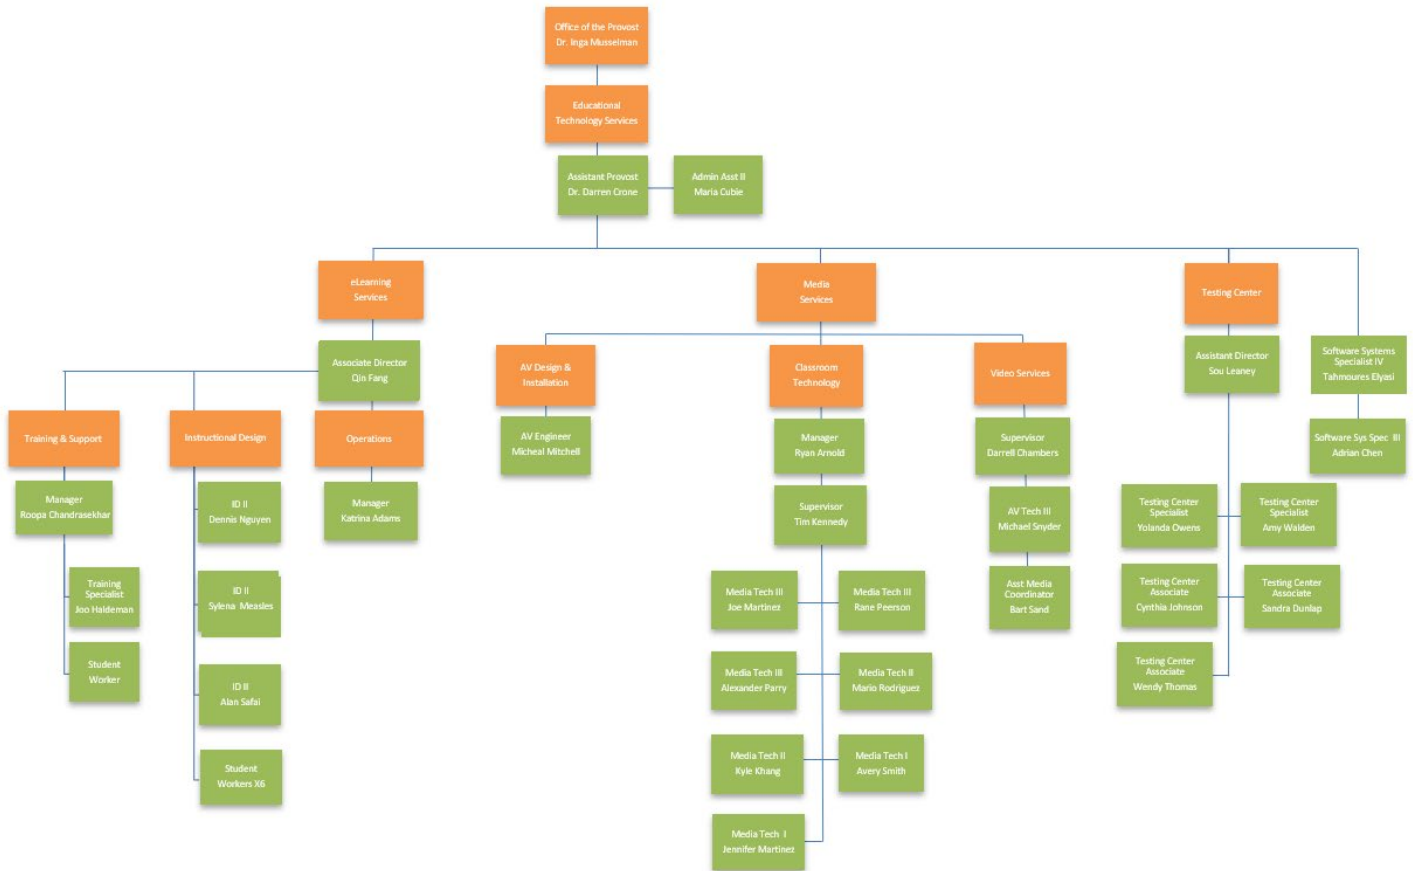 Office of the Provost
Dr. Inga Musselman
Educational
Technology Services
Assistant Provost
Dr. Darren Crone
Admin Asst II
Maria Cubie
eLearning
Services
Media
Services
Testing Center
Associate Director
Qin Fang
AV Design &
Installation
Classroom
Technology
Video Services
Assistant Director
Sou Leaney
Software Systems
Specialist IV
Tahmoures Elyasi
Training & Support
Instructional Design
Operations
AV Engineer
Micheal Mitchell
Manager
Ryan Arnold
Supervisor
Darrell Chambers
Software Sys Spec III
Adrian Chen
Manager
Roopa Chandrasekhar
ID II
Dennis Nguyen
Manager
Katrina Adams
Supervisor
Tim Kennedy
AV Tech III
Michael Snyder
Testing Center
Specialist
Yolanda Owens
Testing Center
Specialist
Amy Walden
Training
Specialist
Joo Haldeman
ID II
Sylena Measles
Media Tech III
Joe Martinez
Media Tech III
Rane Peerson
Asst Media
Coordinator
Bart Sand
Testing Center
Associate
Cynthia Johnson
Testing Center
Associate
Sandra Dunlap
Student
Worker
ID II
Alan Safai
Media Tech III
Alexander Parry
Media Tech II
Mario Rodriguez
Testing Center
Associate
Wendy Thomas
Student
Workers X6
Media Tech II
Kyle Khang
Media Tech I
Avery Smith
Media Tech I
Jennifer Martinez